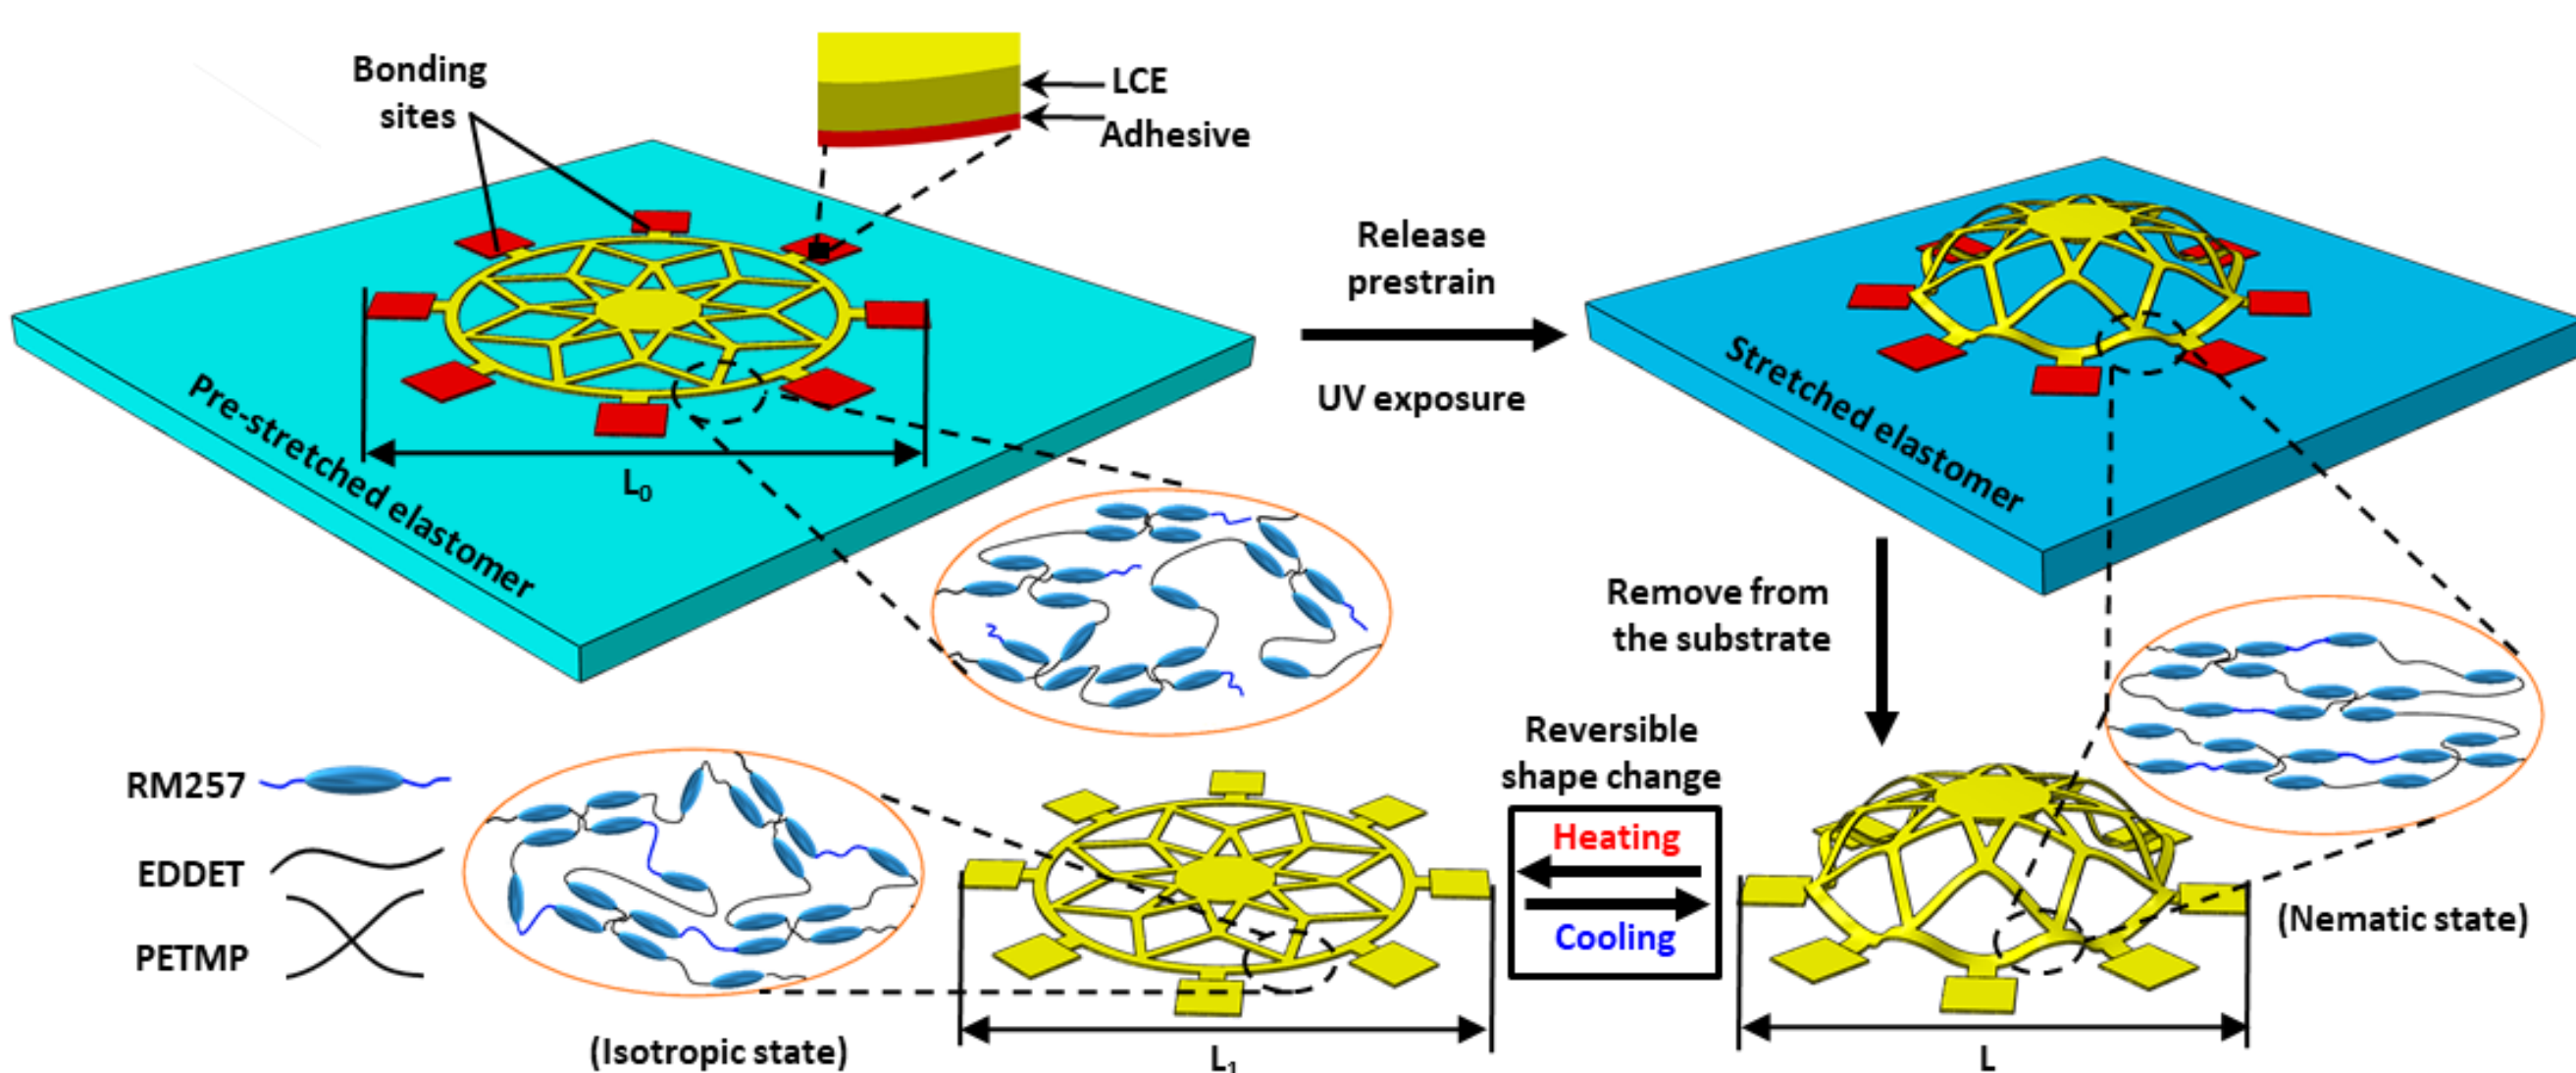 Bonding
sites
LCE
Adhesive
Release
prestrain
UV exposure
Pre-stretched elastomer
L₀
Stretched elastomer
Remove from
the substrate
Reversible
shape change
Heating
Cooling
RM257
EDDET
PETMP
(Isotropic state)
L₁
L
(Nematic state)